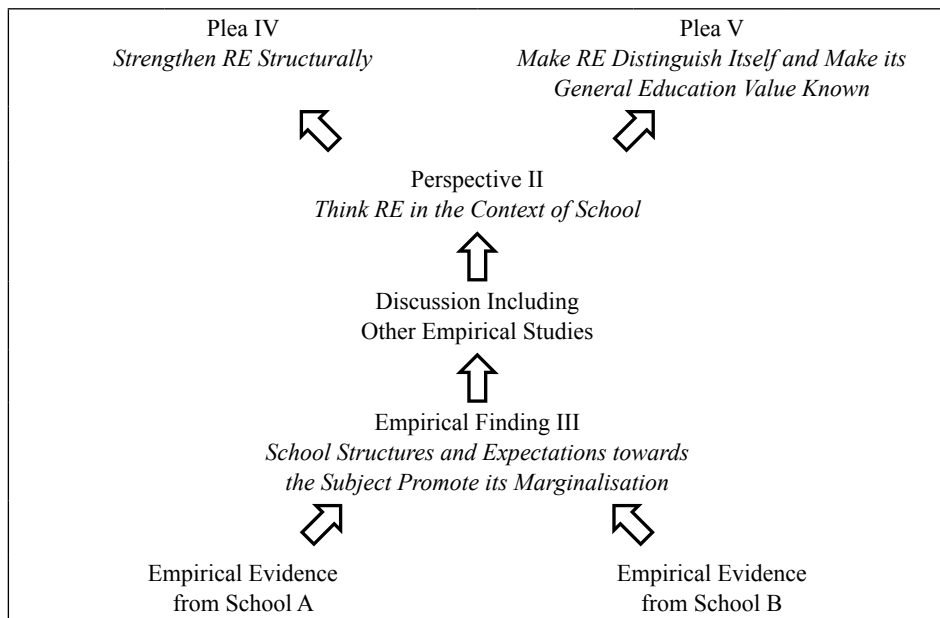 Plea IV
Strengthen RE Structurally
Plea V
Make RE Distinguish Itself and Make its
General Education Value Known
Perspective II
Think RE in the Context of School
Discussion Including
Other Empirical Studies
Empirical Finding III
School Structures and Expectations towards
the Subject Promote its Marginalisation
Empirical Evidence
from School A
Empirical Evidence
from School B